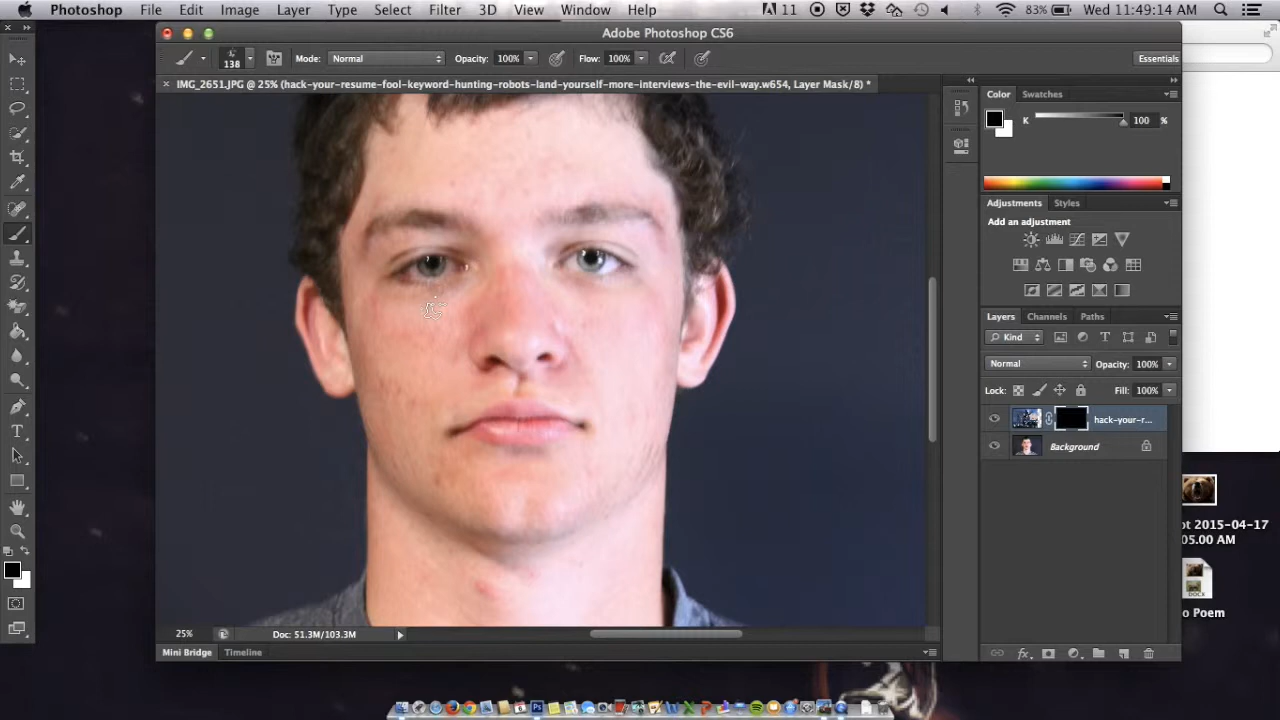 Photoshop File Edit Image Layer Type Select Filter 3D View Window Help 11 83% Wed 11:49:14 AM
Adobe Photoshop CS6
138 Mode: Normal Opacity: 100% Flow: 100% Essentials
× IMG_2651.JPG @ 25% (hack-your-resume-fool-keyword-hunting-robots-land-yourself-more-interviews-the-evil-way.w654, Layer Mask/8) *
Color Swatches
K 100 %
Adjustments Styles
Add an adjustment
Layers Channels Paths
Kind
Normal Opacity: 100%
Lock: Fill: 100%
hack-your-r...
Background
25% Doc: 51.3M/103.3M
Mini Bridge Timeline
ot 2015-04-17
05.00 AM
DOCX
o Poem